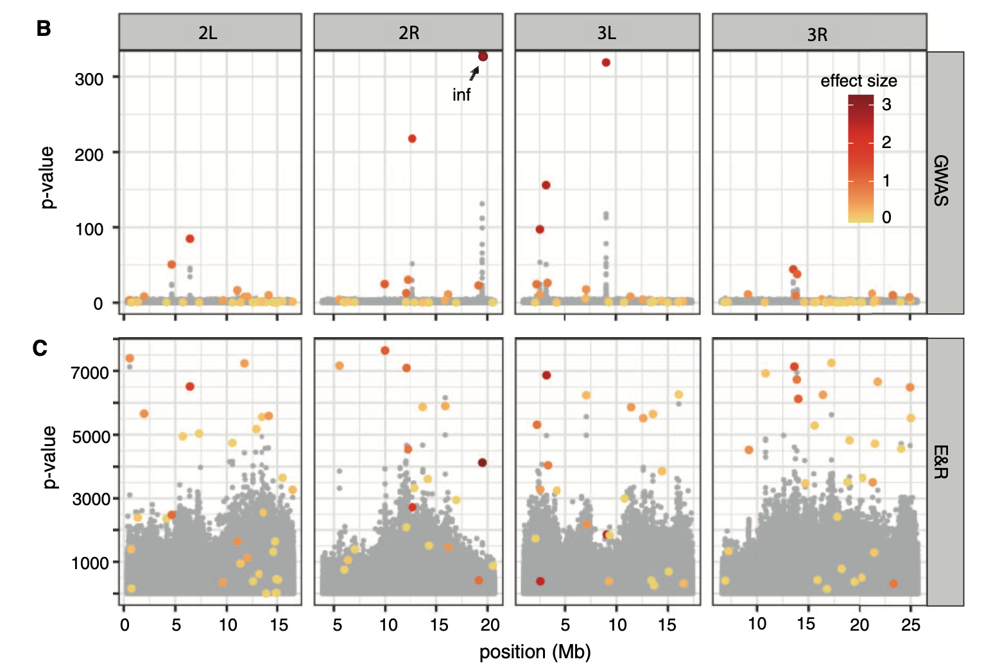 B
2L
2R
3L
3R
300
200
100
0
p-value
inf
effect size
3
2
1
0
GWAS
C
7000
5000
3000
1000
p-value
E&R
0
5
10
15
5
10
15
20
5
10
15
10
15
20
25
position (Mb)